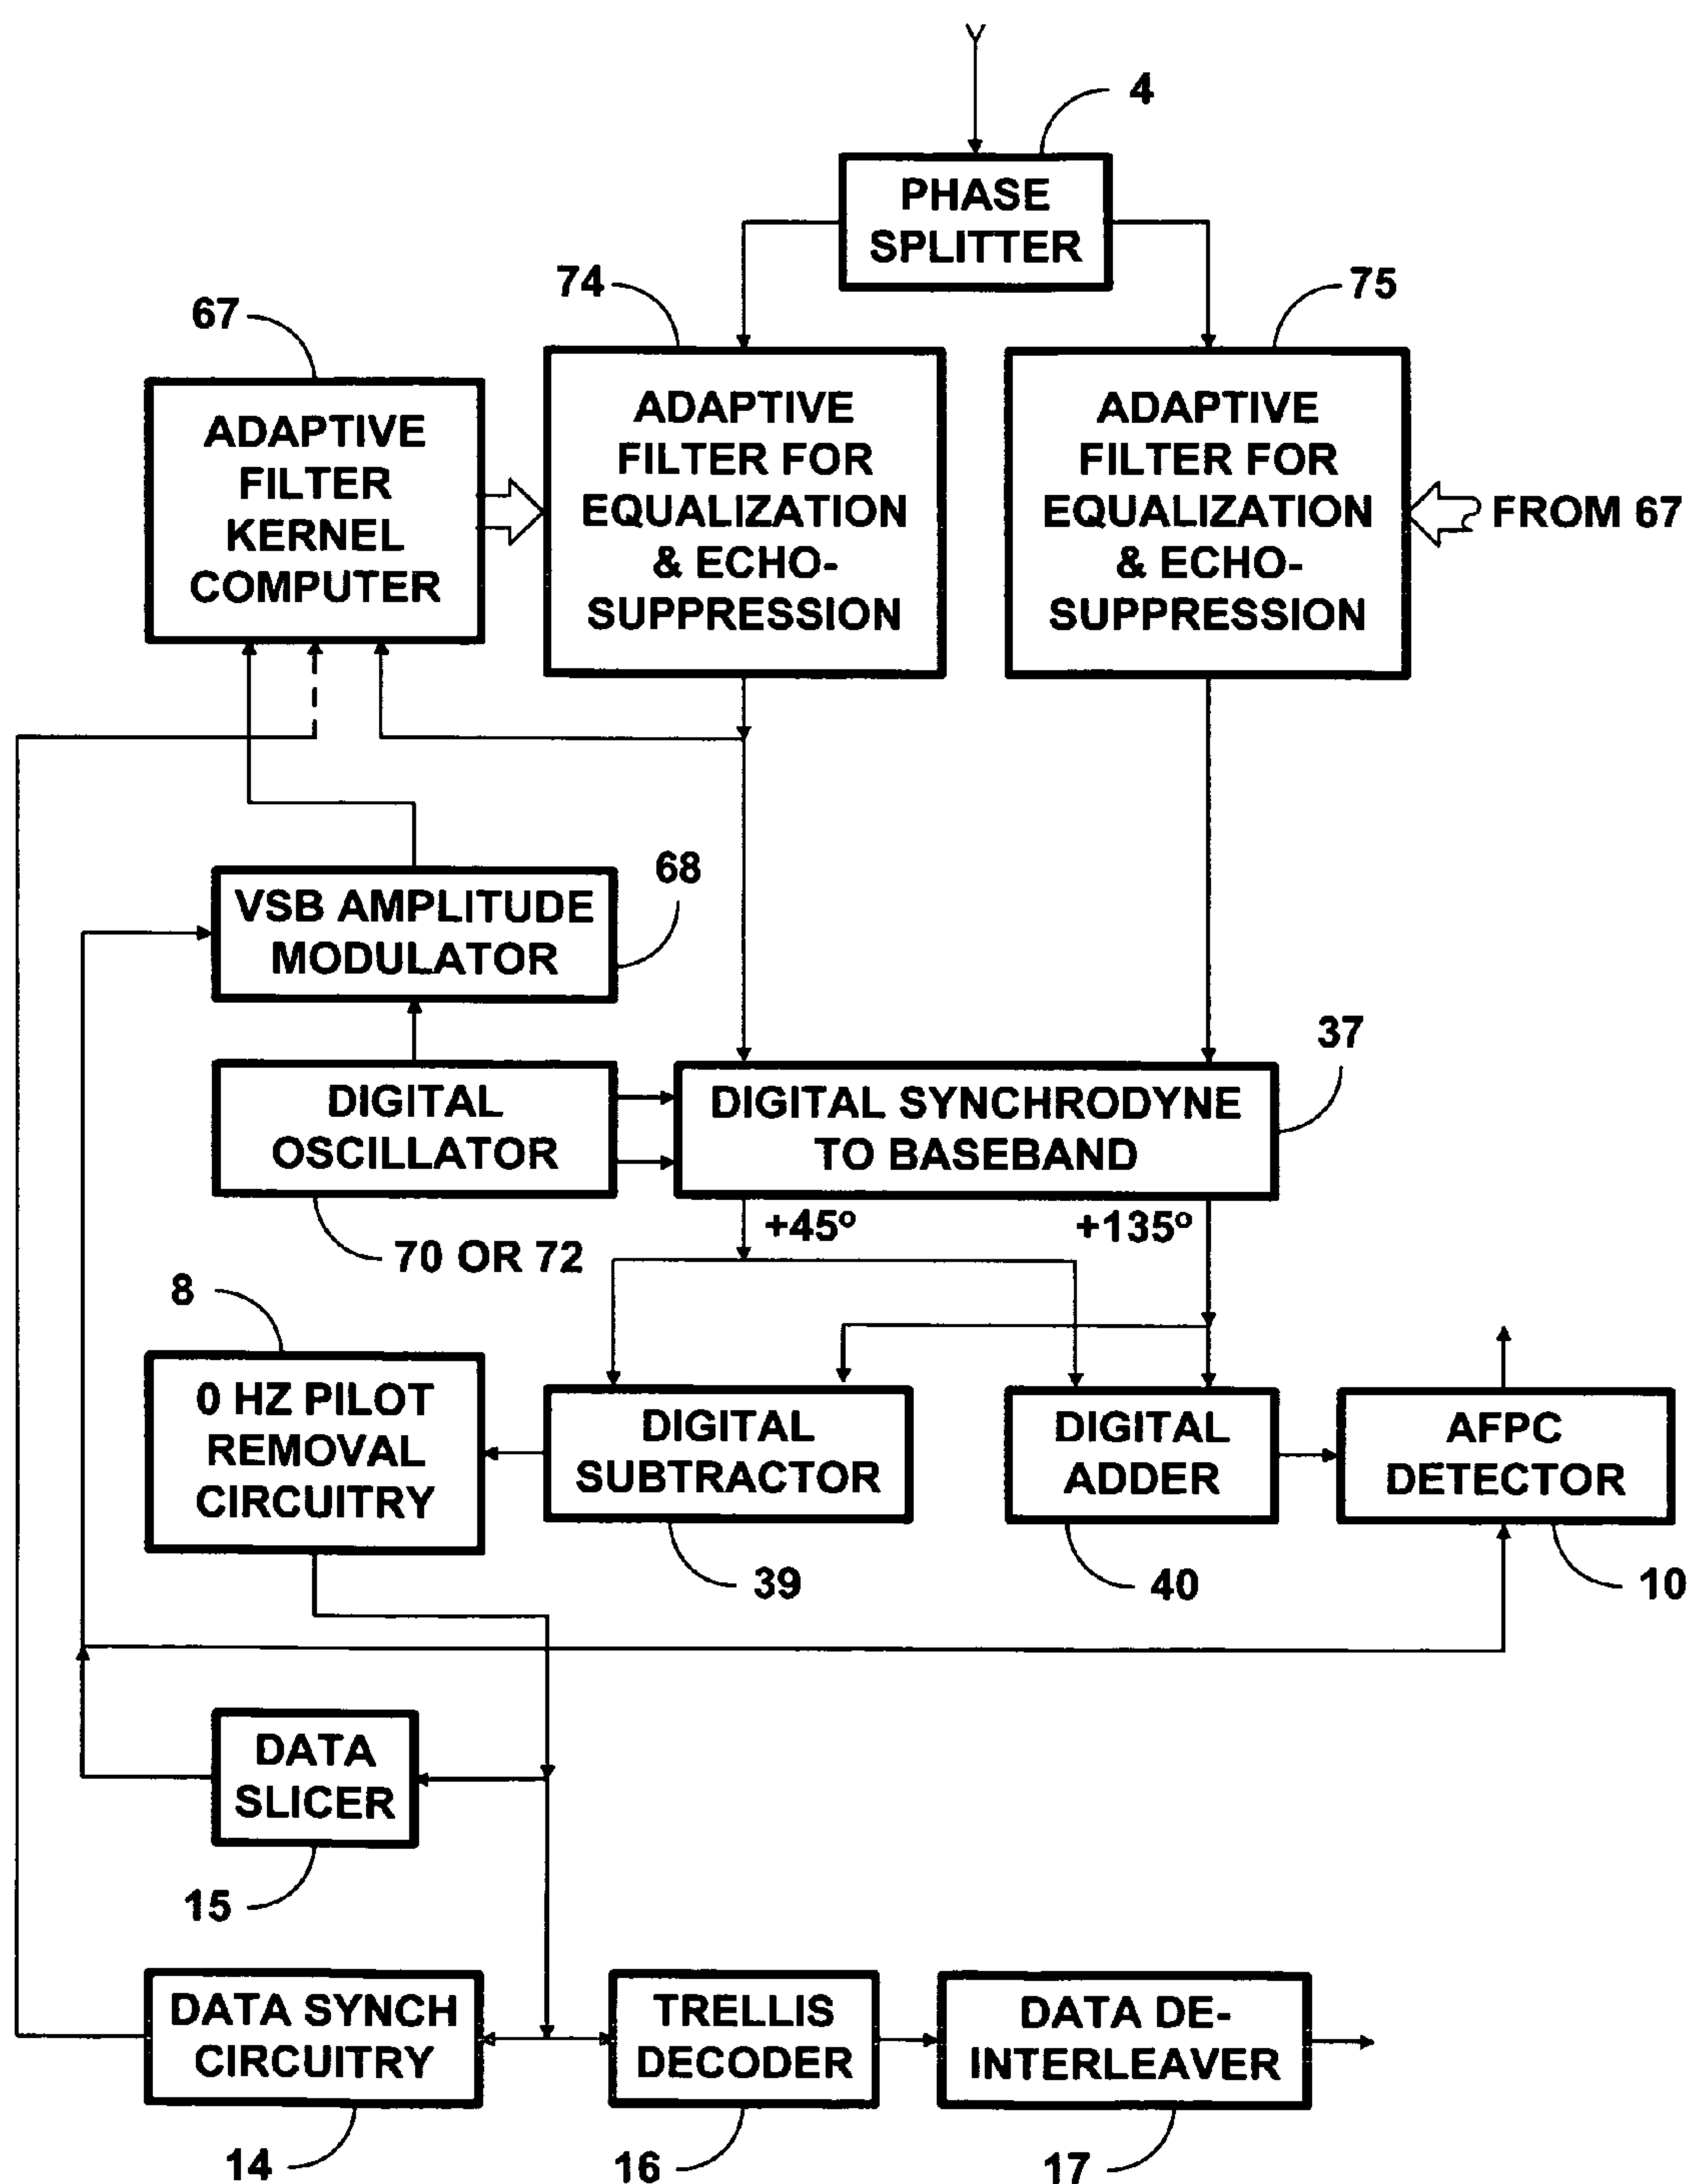 4
PHASE
SPLITTER
74
75
67
ADAPTIVE
FILTER
KERNEL
COMPUTER
ADAPTIVE
FILTER FOR
EQUALIZATION
& ECHO-
SUPPRESSION
ADAPTIVE
FILTER FOR
EQUALIZATION
& ECHO-
SUPPRESSION
FROM 67
68
VSB AMPLITUDE
MODULATOR
37
DIGITAL
OSCILLATOR
DIGITAL SYNCHRODYNE
TO BASEBAND
+45º
+135º
70 OR 72
8
0 HZ PILOT
REMOVAL
CIRCUITRY
DIGITAL
SUBTRACTOR
DIGITAL
ADDER
AFPC
DETECTOR
39
40
10
DATA
SLICER
15
DATA SYNCH
CIRCUITRY
TRELLIS
DECODER
DATA DE-
INTERLEAVER
14
16
17